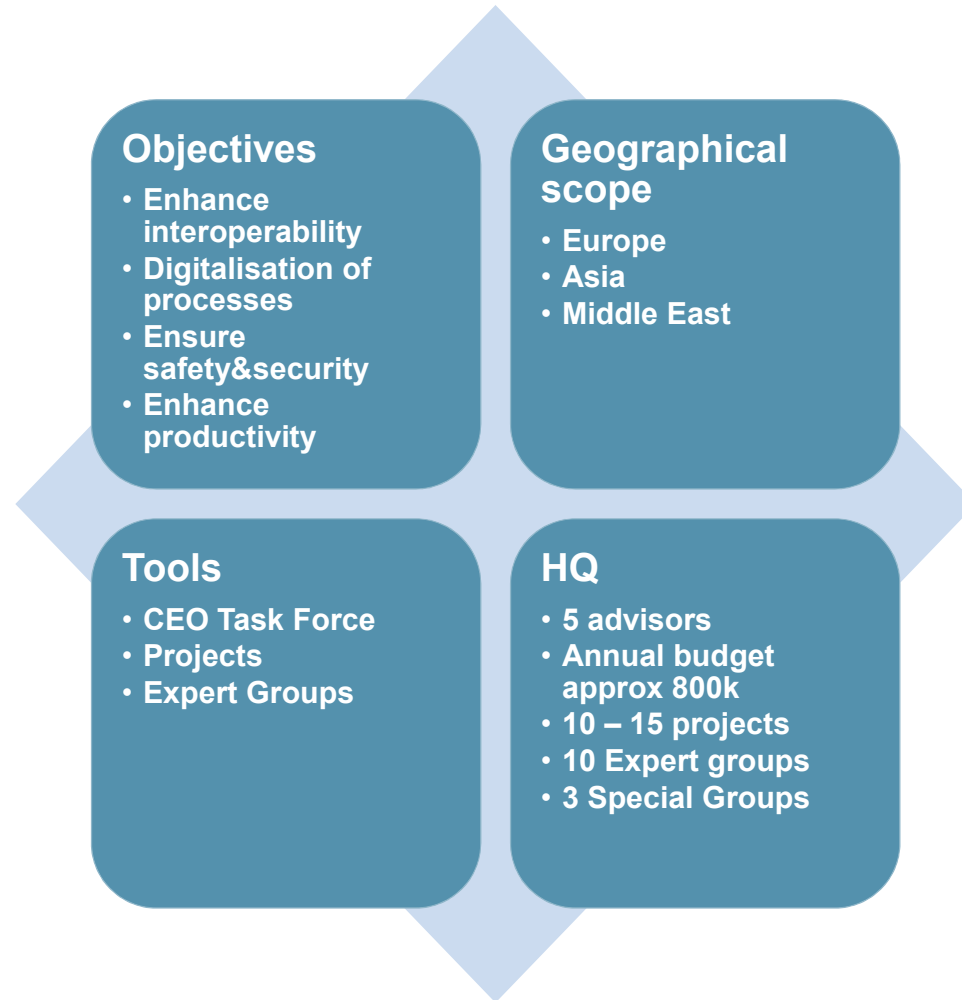 Objectives
• Enhance
interoperability
• Digitalisation of
processes
• Ensure
safety&security
• Enhance
productivity
Geographical
scope
• Europe
• Asia
• Middle East
Tools
• CEO Task Force
• Projects
• Expert Groups
HQ
• 5 advisors
• Annual budget
approx 800k
• 10 – 15 projects
• 10 Expert groups
• 3 Special Groups